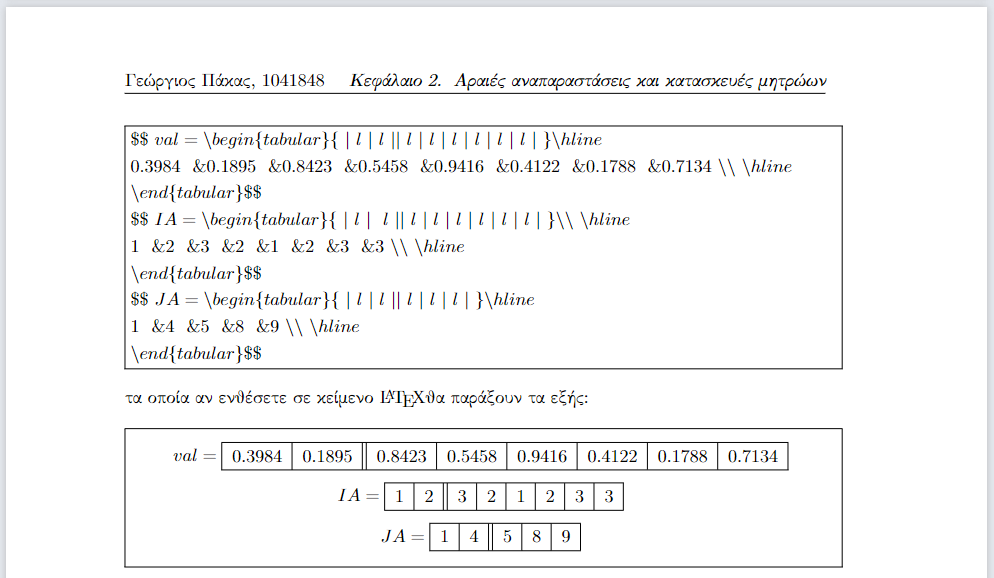 Γεώργιος Πάκας, 1041848 Κεφάλαιο 2. Αραιές αναπαραστάσεις και κατασκευές μητρώων
$$ val = \begin{tabular}{ | l | l || l | l | l | l | l | l | }\hline
0.3984 &0.1895 &0.8423 &0.5458 &0.9416 &0.4122 &0.1788 &0.7134 \\ \hline
\end{tabular}$$
$$ IA = \begin{tabular}{ | l | l || l | l | l | l | l | l | }\\ \hline
1 &2 &3 &2 &1 &2 &3 &3 \\ \hline
\end{tabular}$$
$$ JA = \begin{tabular}{ | l | l || l | l | l | }\hline
1 &4 &5 &8 &9 \\ \hline
\end{tabular}$$
τα οποία αν ενθέσετε σε κείμενο LATEXθα παράξουν τα εξής:
val = 0.3984 0.1895 0.8423 0.5458 0.9416 0.4122 0.1788 0.7134
IA = 1 2 3 2 1 2 3 3
JA = 1 4 5 8 9